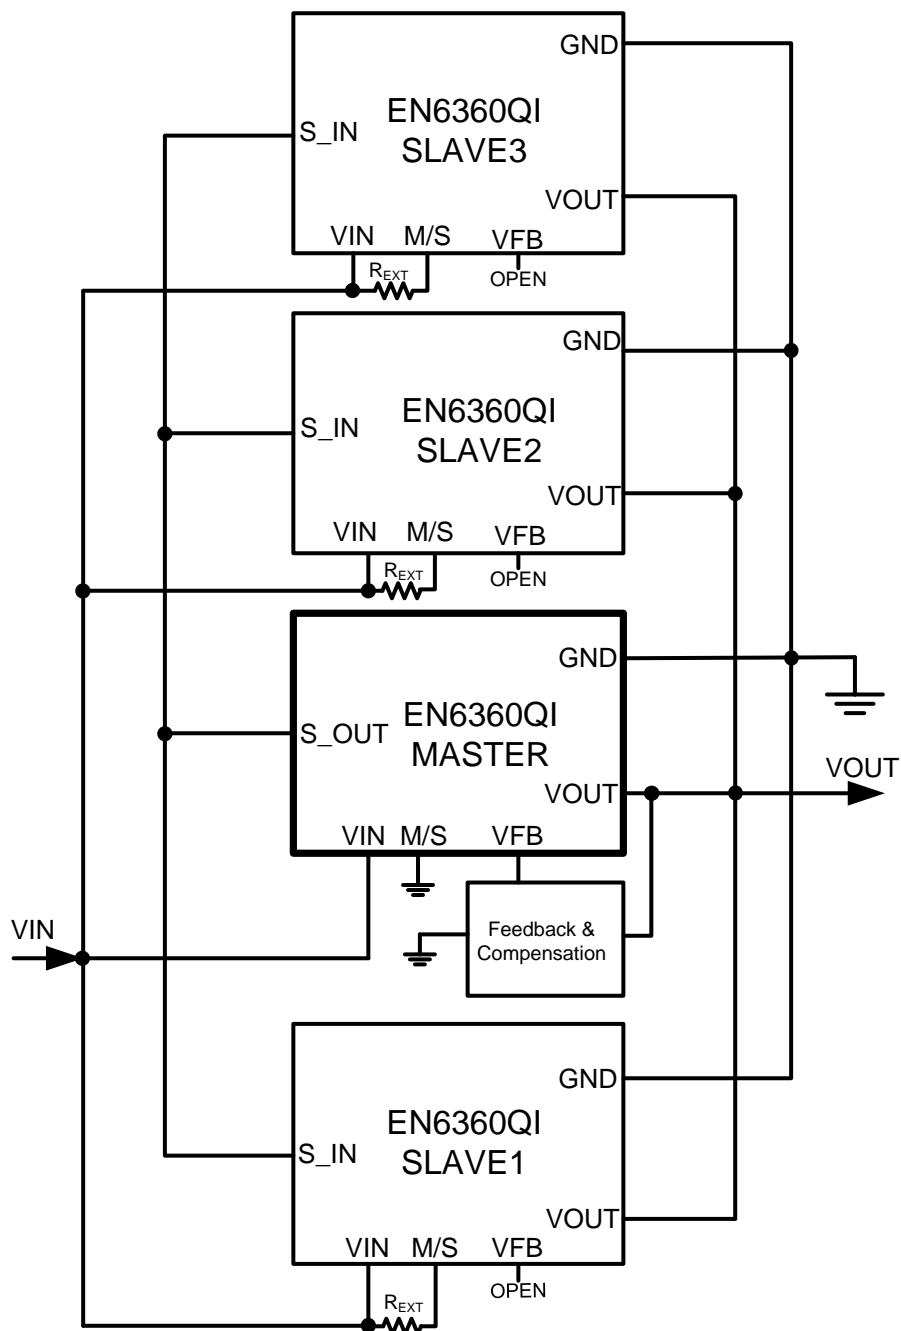 GND
EN6360QI
SLAVE3
S_IN
VOUT
VIN M/S VFB
REXT
OPEN
GND
EN6360QI
SLAVE2
S_IN
VOUT
VIN M/S VFB
REXT
OPEN
GND
EN6360QI
MASTER
S_OUT
VOUT
VOUT
VIN M/S VFB
VIN
Feedback &
Compensation
GND
EN6360QI
SLAVE1
S_IN
VOUT
VIN M/S VFB
REXT
OPEN